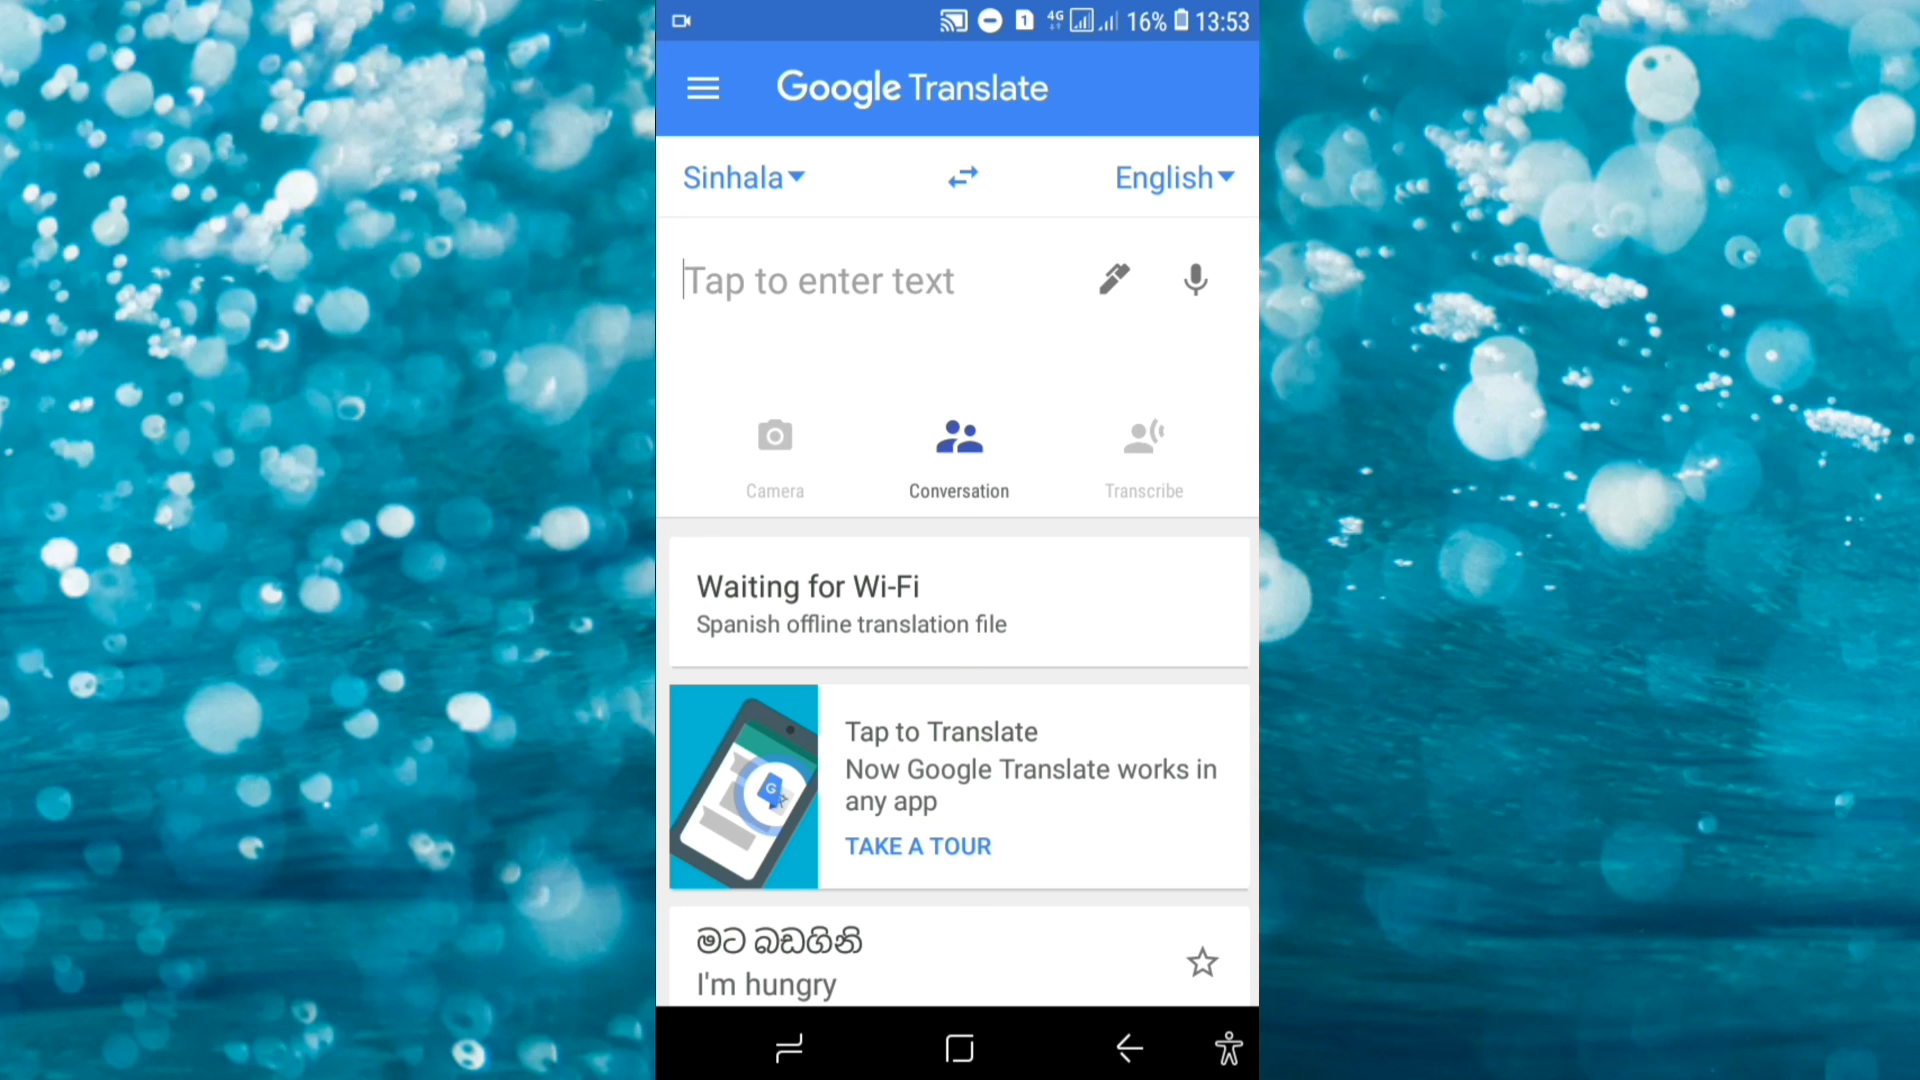 1 4G 16% 13:53
Google Translate
Sinhala English
Tap to enter text
Camera Conversation Transcribe
Waiting for Wi-Fi
Spanish offline translation file
Tap to Translate
Now Google Translate works in
any app
TAKE A TOUR
මට බඩගිනි
I'm hungry